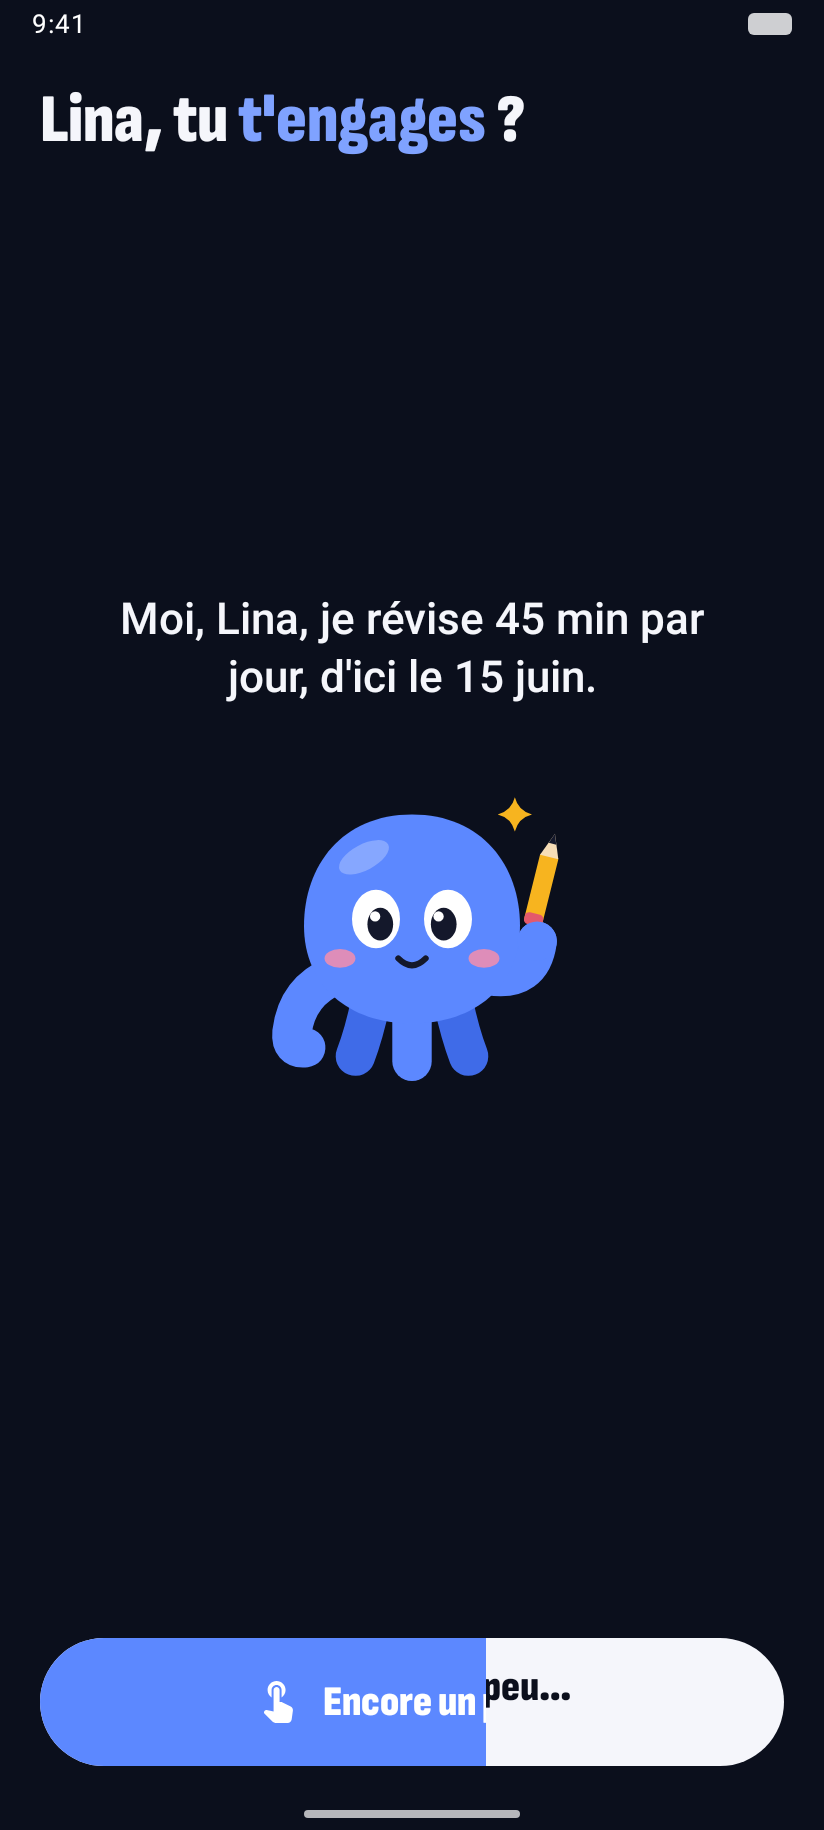 9:41
Lina, tu t'engages ?
Moi, Lina, je révise 45 min par
jour, d'ici le 15 juin.
Encore un peu...